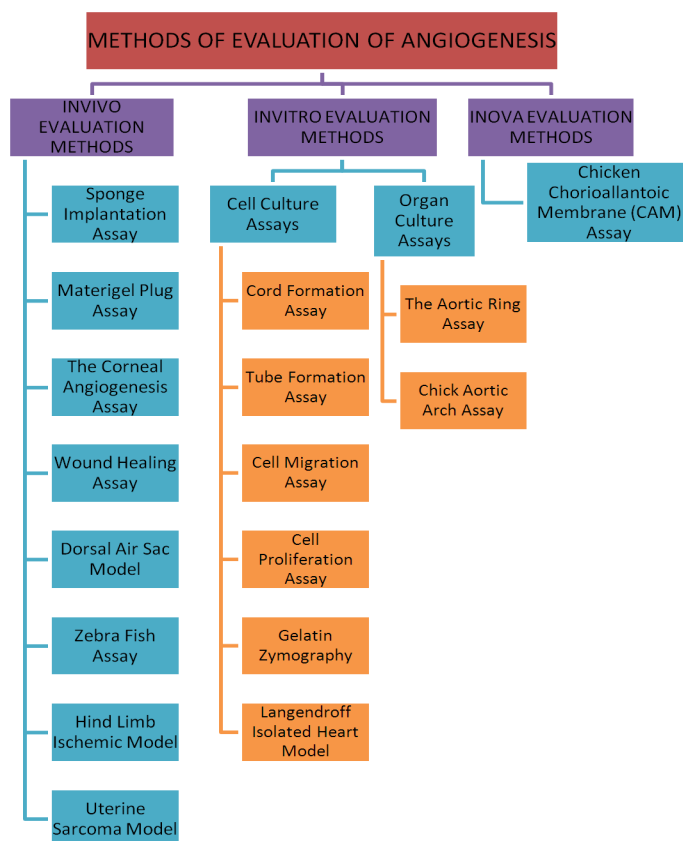 METHODS OF EVALUATION OF ANGIOGENESIS
INVIVO
EVALUATION
METHODS
Sponge
Implantation
Assay
Materigel Plug
Assay
The Corneal
Angiogenesis
Assay
Wound Healing
Assay
Dorsal Air Sac
Model
Zebra Fish
Assay
Hind Limb
Ischemic Model
Uterine
Sarcoma Model
INVITRO EVALUATION
METHODS
Cell Culture
Assays
Cord Formation
Assay
Tube Formation
Assay
Cell Migration
Assay
Cell
Proliferation
Assay
Gelatin
Zymography
Langendroff
Isolated Heart
Model
Organ
Culture
Assays
The Aortic Ring
Assay
Chick Aortic
Arch Assay
INOVA EVALUATION
METHODS
Chicken
Chorioallantoic
Membrane (CAM)
Assay